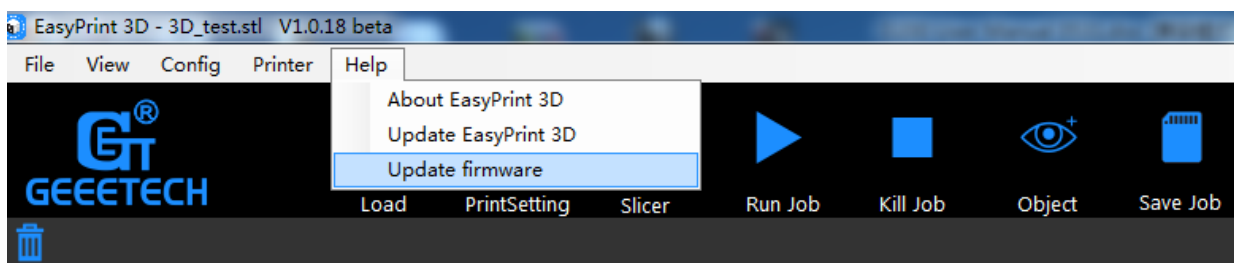 EasyPrint 3D - 3D_test.stl V1.0.18 beta
File View Config Printer Help
About EasyPrint 3D
Update EasyPrint 3D
Update firmware
GET®
GEEETECH
Load PrintSetting Slicer Run Job Kill Job Object Save Job